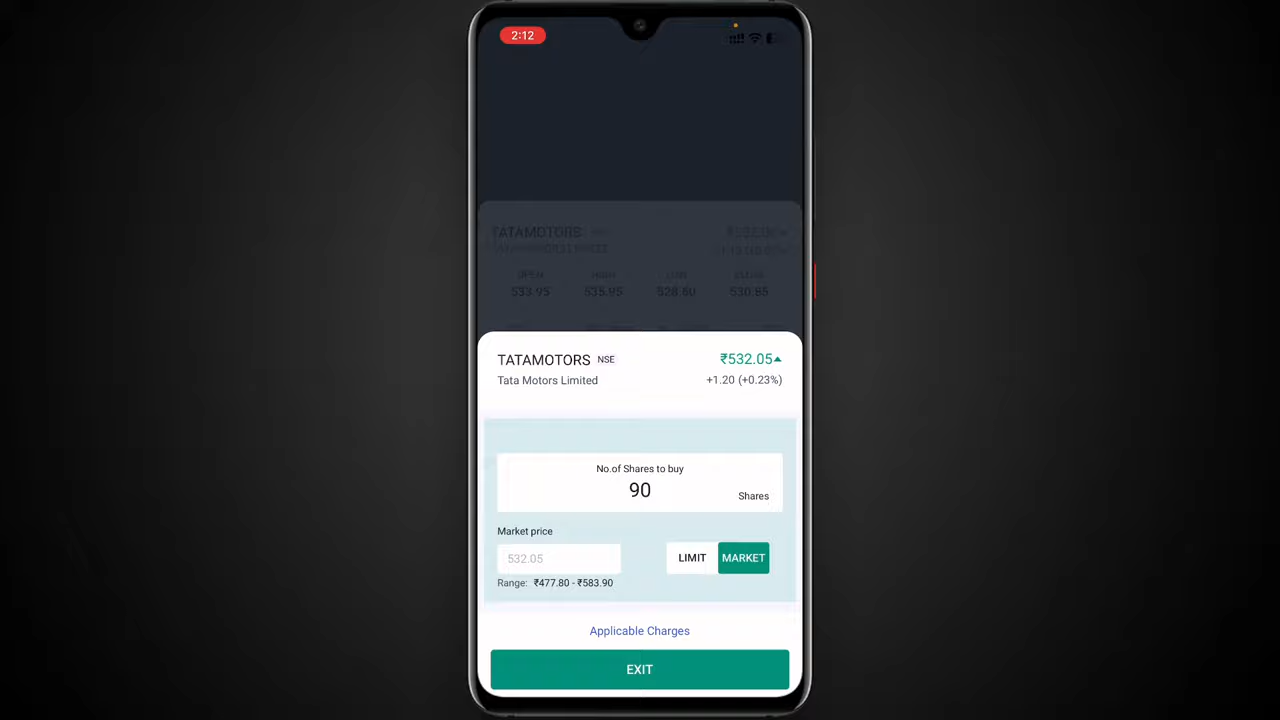 2:12
TATAMOTORS
OPEN HIGH LOW CLOSE
533.95 535.95 528.60 530.85
TATAMOTORS NSE ₹532.05
Tata Motors Limited +1.20 (+0.23%)
No.of Shares to buy
90 Shares
Market price
532.05 LIMIT MARKET
Range: ₹477.80 - ₹583.90
Applicable Charges
EXIT